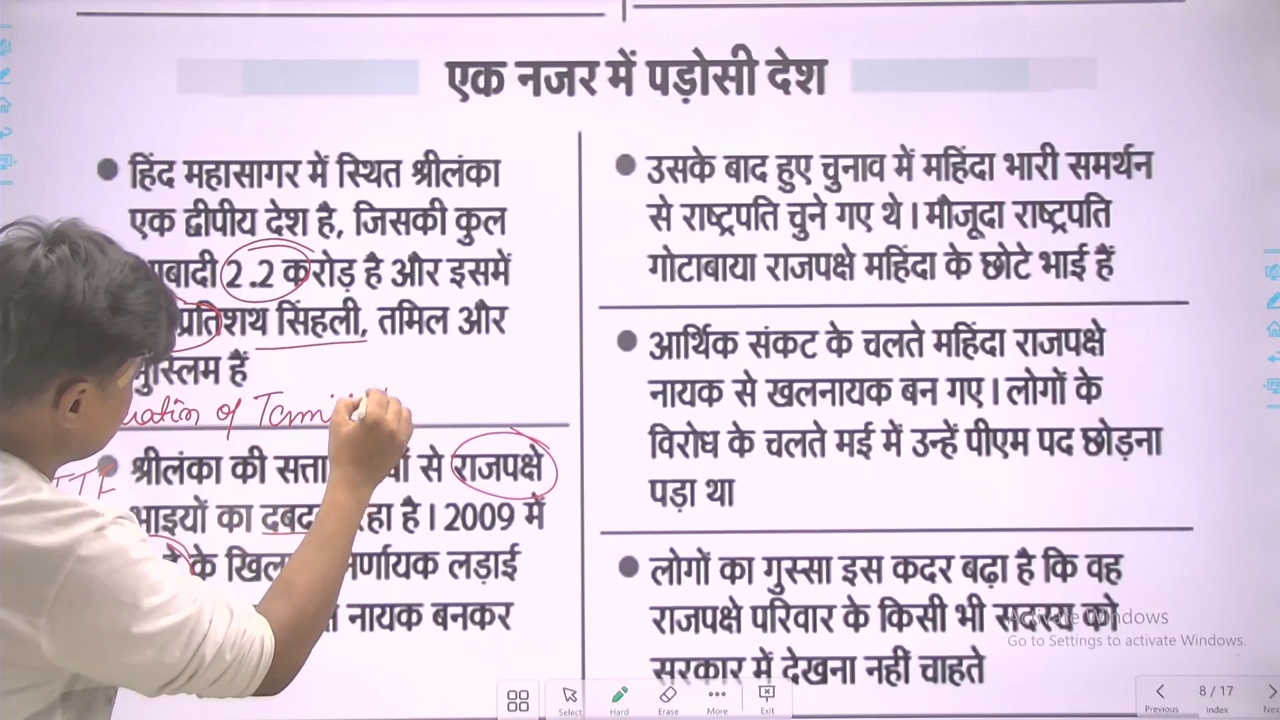 एक नजर में पड़ोसी देश
हिंद महासागर में स्थित श्रीलंका
एक द्वीपीय देश है, जिसकी कुल
2.2 करोड़ है और इसमें
प्रतिशथ सिंहली, तमिल और
मुस्लिम हैं
of
श्रीलंका की सत्ता से राजपक्षे
भाइयों का रहा है । 2009 में
के लड़ाई
नायक बनकर
उसके बाद हुए चुनाव में महिंदा भारी समर्थन
से राष्ट्रपति चुने गए थे । मौजूदा राष्ट्रपति
गोटाबाया राजपक्षे महिंदा के छोटे भाई हैं
आर्थिक संकट के चलते महिंदा राजपक्षे
नायक से खलनायक बन गए । लोगों के
विरोध के चलते मई में उन्हें पीएम पद छोड़ना
पड़ा था
लोगों का गुस्सा इस कदर बढ़ा है कि वह
राजपक्षे परिवार के किसी भी सदस्य को
सरकार में देखना नहीं चाहते
Activate Windows
Go to Settings to activate Windows.
Select Hard Erase More Exit
8 / 17
Previous Index